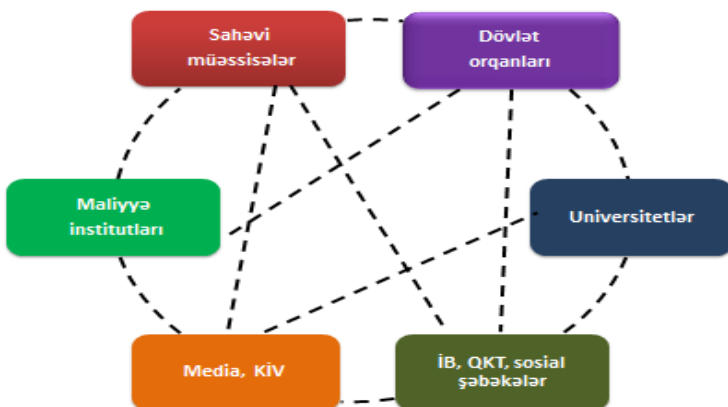 Sahəvi
müəssisələr
Dövlət
orqanları
Maliyyə
institutları
Universitetlər
Media, KİV
İB, QKT, sosial
şəbəkələr